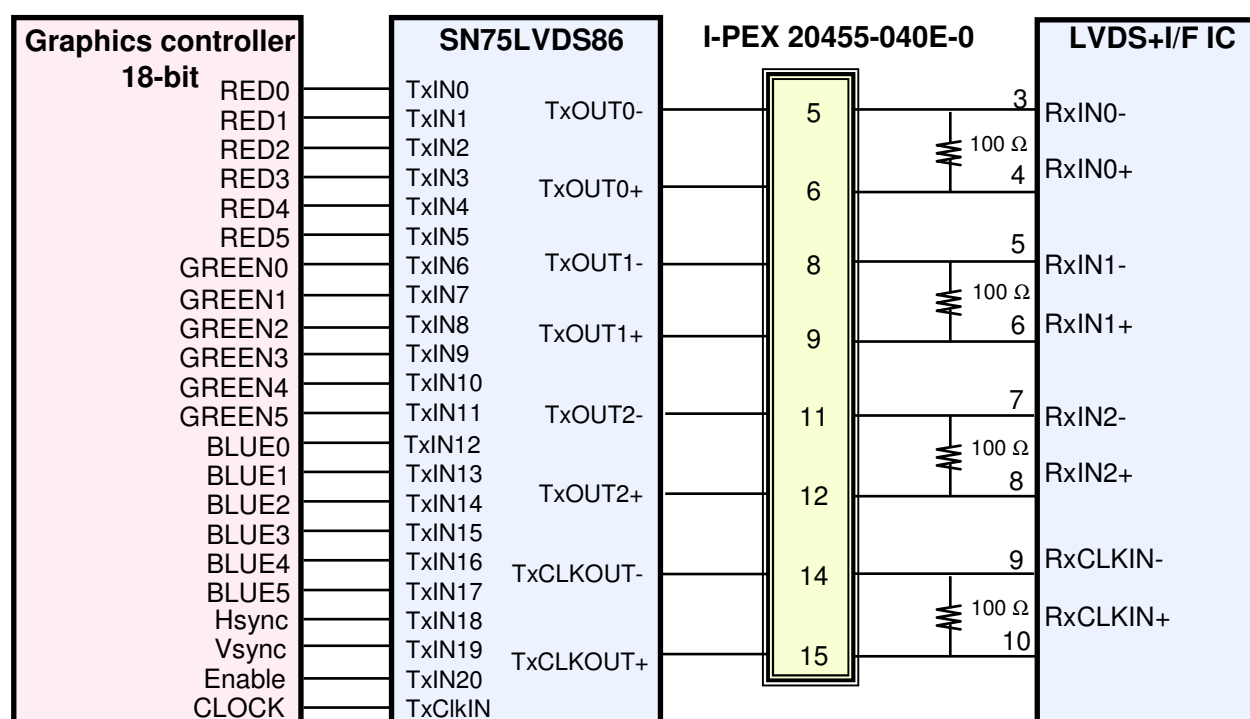 Graphics controller
18-bit
RED0
RED1
RED2
RED3
RED4
RED5
GREEN0
GREEN1
GREEN2
GREEN3
GREEN4
GREEN5
BLUE0
BLUE1
BLUE2
BLUE3
BLUE4
BLUE5
Hsync
Vsync
Enable
CLOCK
SN75LVDS86
TxIN0
TxIN1
TxIN2
TxIN3
TxIN4
TxIN5
TxIN6
TxIN7
TxIN8
TxIN9
TxIN10
TxIN11
TxIN12
TxIN13
TxIN14
TxIN15
TxIN16
TxIN17
TxIN18
TxIN19
TxIN20
TxClkIN
TxOUT0-
TxOUT0+
TxOUT1-
TxOUT1+
TxOUT2-
TxOUT2+
TxCLKOUT-
TxCLKOUT+
I-PEX 20455-040E-0
5
6
8
9
11
12
14
15
3
100 Ω
4
5
100 Ω
6
7
100 Ω
8
9
100 Ω
10
LVDS+I/F IC
RxIN0-
RxIN0+
RxIN1-
RxIN1+
RxIN2-
RxIN2+
RxCLKIN-
RxCLKIN+